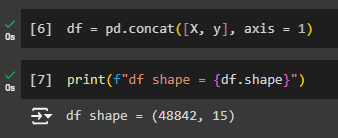 [6] df = pd.concat([X, y], axis = 1)
0s
[7] print(f"df shape = {df.shape}")
0s
df shape = (48842, 15)